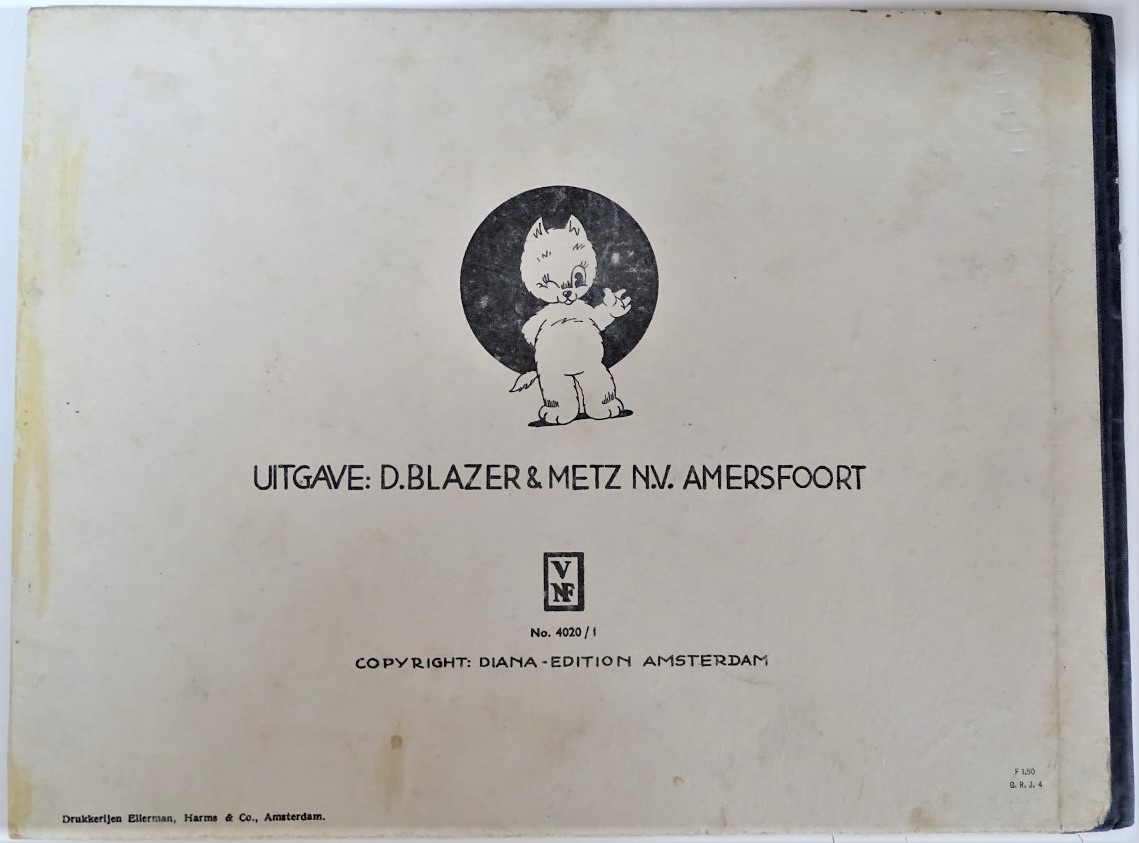 UITGAVE: D. BLAZER & METZ N.V. AMERSFOORT
V
NF
No. 4020/1
COPYRIGHT: DIANA-EDITION AMSTERDAM
F 1.50
G. R. J. 4
Drukkerijen Ellerman, Harms & Co., Amsterdam.